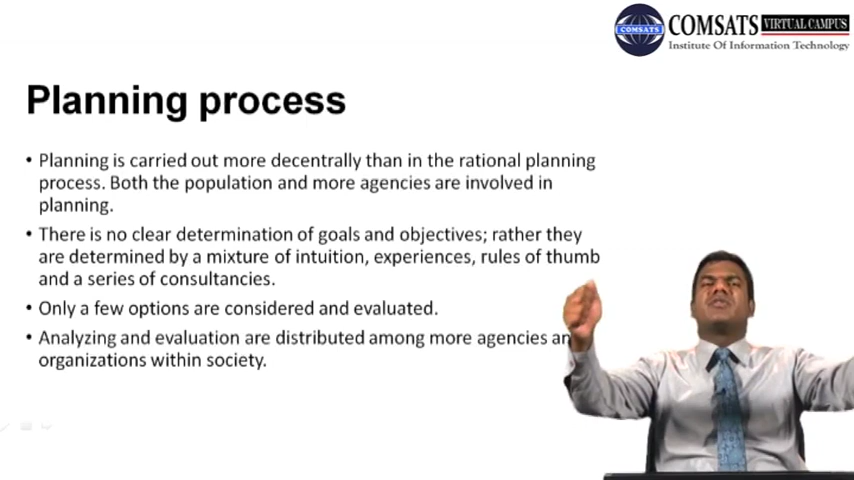 COMSATS
COMSATS VIRTUAL CAMPUS
Institute Of Information Technology
Planning process
• Planning is carried out more decentrally than in the rational planning
process. Both the population and more agencies are involved in
planning.
• There is no clear determination of goals and objectives; rather they
are determined by a mixture of intuition, experiences, rules of thumb
and a series of consultancies.
• Only a few options are considered and evaluated.
• Analyzing and evaluation are distributed among more agencies an
organizations within society.